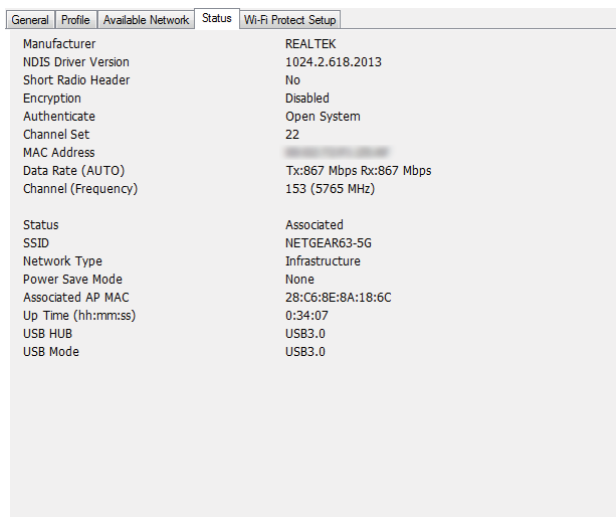 General Profile Available Network Status Wi-Fi Protect Setup
Manufacturer REALTEK
NDIS Driver Version 1024.2.618.2013
Short Radio Header No
Encryption Disabled
Authenticate Open System
Channel Set 22
MAC Address
Data Rate (AUTO) Tx:867 Mbps Rx:867 Mbps
Channel (Frequency) 153 (5765 MHz)
Status Associated
SSID NETGEAR63-5G
Network Type Infrastructure
Power Save Mode None
Associated AP MAC 28:C6:8E:8A:18:6C
Up Time (hh:mm:ss) 0:34:07
USB HUB USB3.0
USB Mode USB3.0